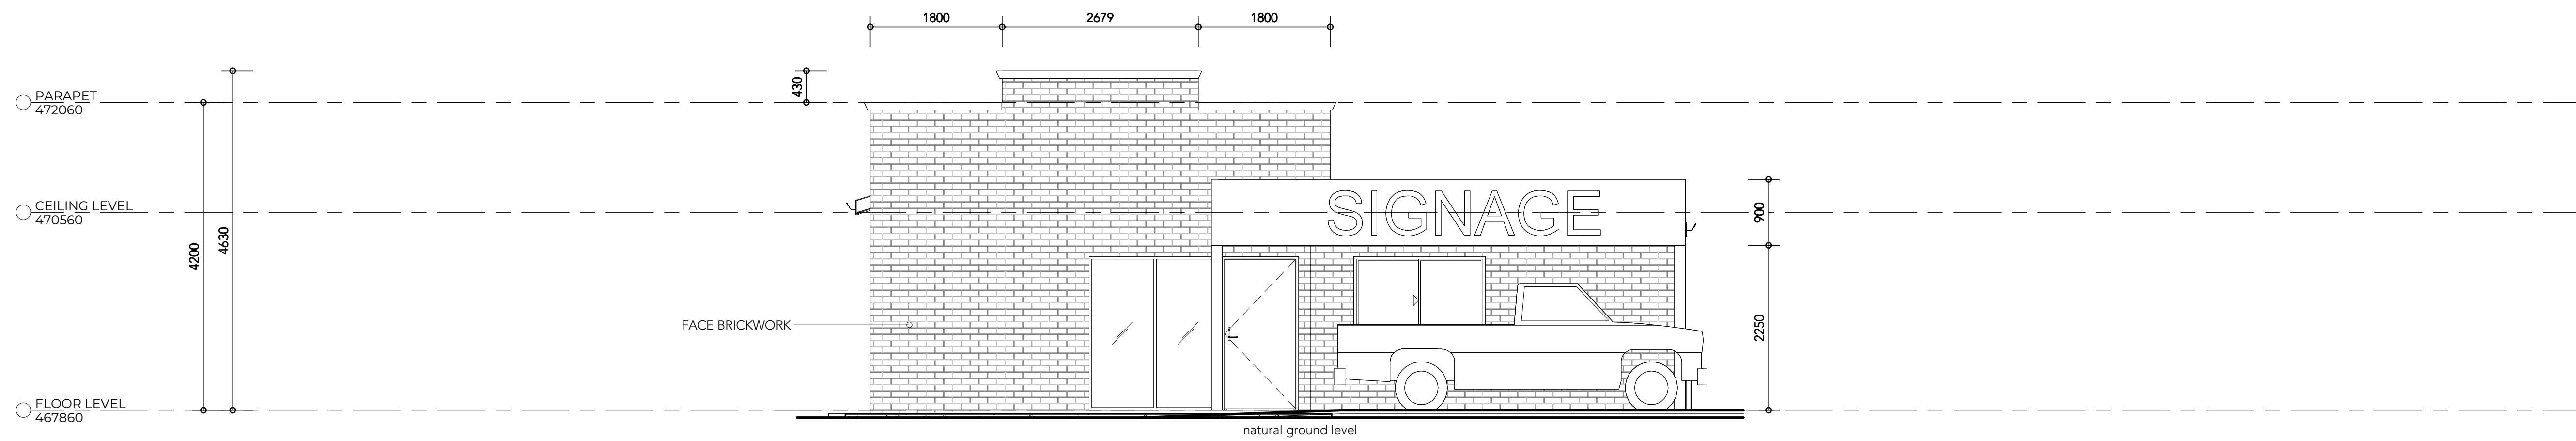 1800 2679 1800
430
PARAPET
472060
CEILING LEVEL
470560
SIGNAGE
900
4200
4630
FACE BRICKWORK
2250
FLOOR LEVEL
467860
natural ground level